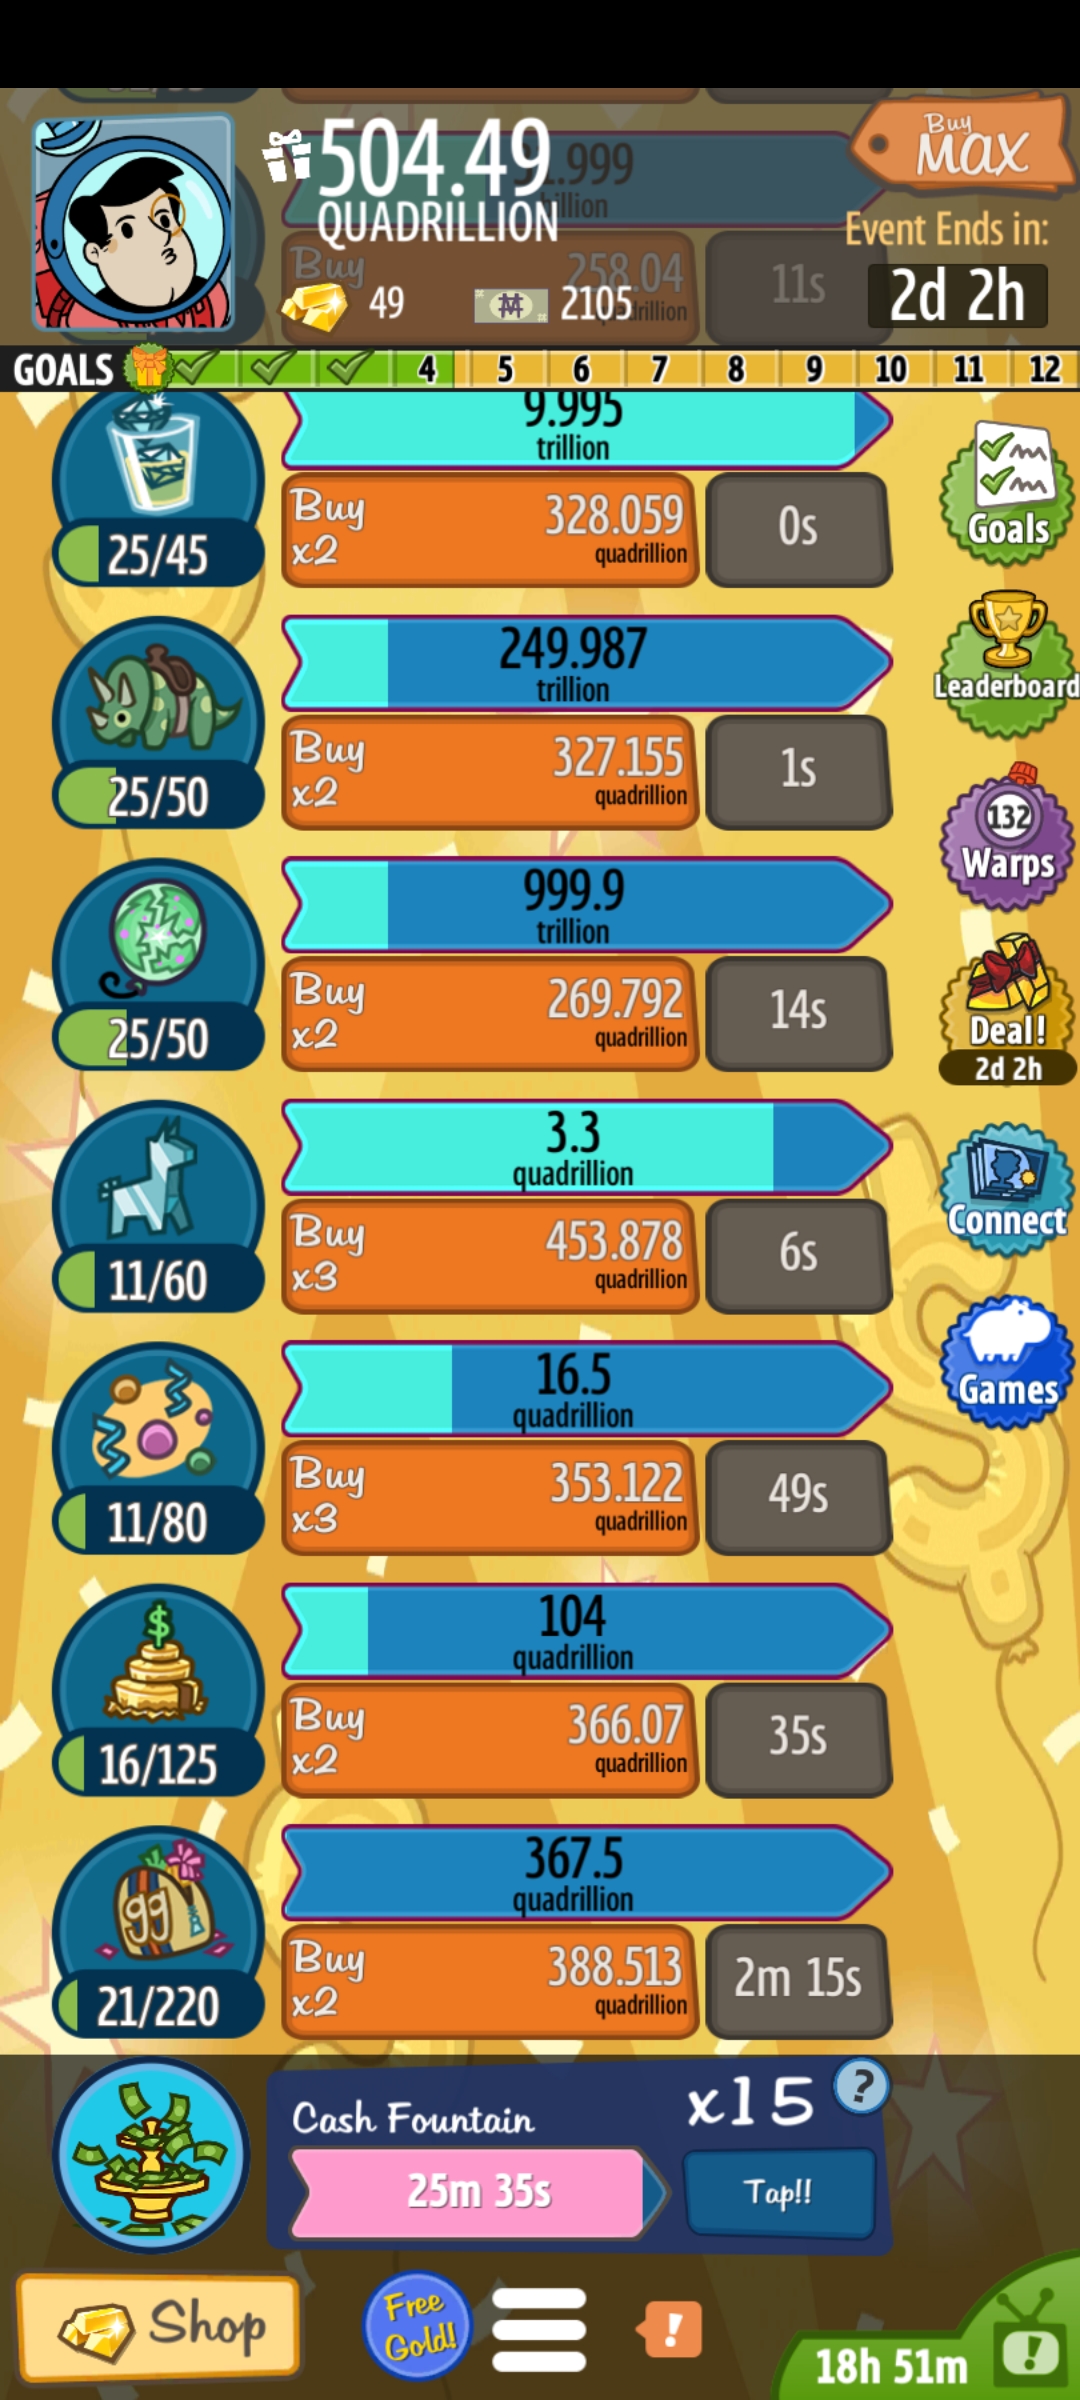 504.49
QUADRILLION
Buy
MAX
Event Ends in:
2d 2h
49
2105
Buy
258.04
11s
GOALS 4 5 6 7 8 9 10 11 12
9.995
trillion
Buy
x2
328.059
quadrillion
0s
25/45
Goals
249.987
trillion
Buy
x2
327.155
quadrillion
1s
25/50
Leaderboard
999.9
trillion
Buy
x2
269.792
quadrillion
14s
25/50
132
Warps
Deal!
2d 2h
3.3
quadrillion
Buy
x3
453.878
quadrillion
6s
11/60
Connect
16.5
quadrillion
Buy
x3
353.122
quadrillion
49s
11/80
Games
$
104
quadrillion
Buy
x2
366.07
quadrillion
35s
16/125
99
367.5
quadrillion
Buy
x2
388.513
quadrillion
2m 15s
21/220
Cash Fountain
x15
?
25m 35s
Tap!!
Shop
Free
Gold!
!
18h 51m
!